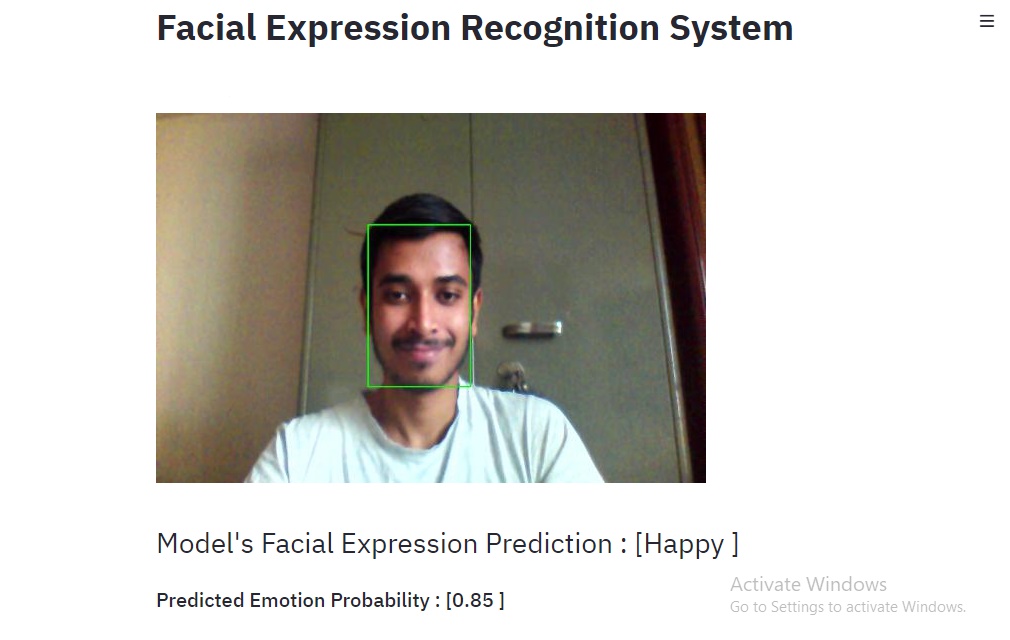 Facial Expression Recognition System
Model's Facial Expression Prediction : [Happy ]
Predicted Emotion Probability : [0.85 ]
Activate Windows
Go to Settings to activate Windows.